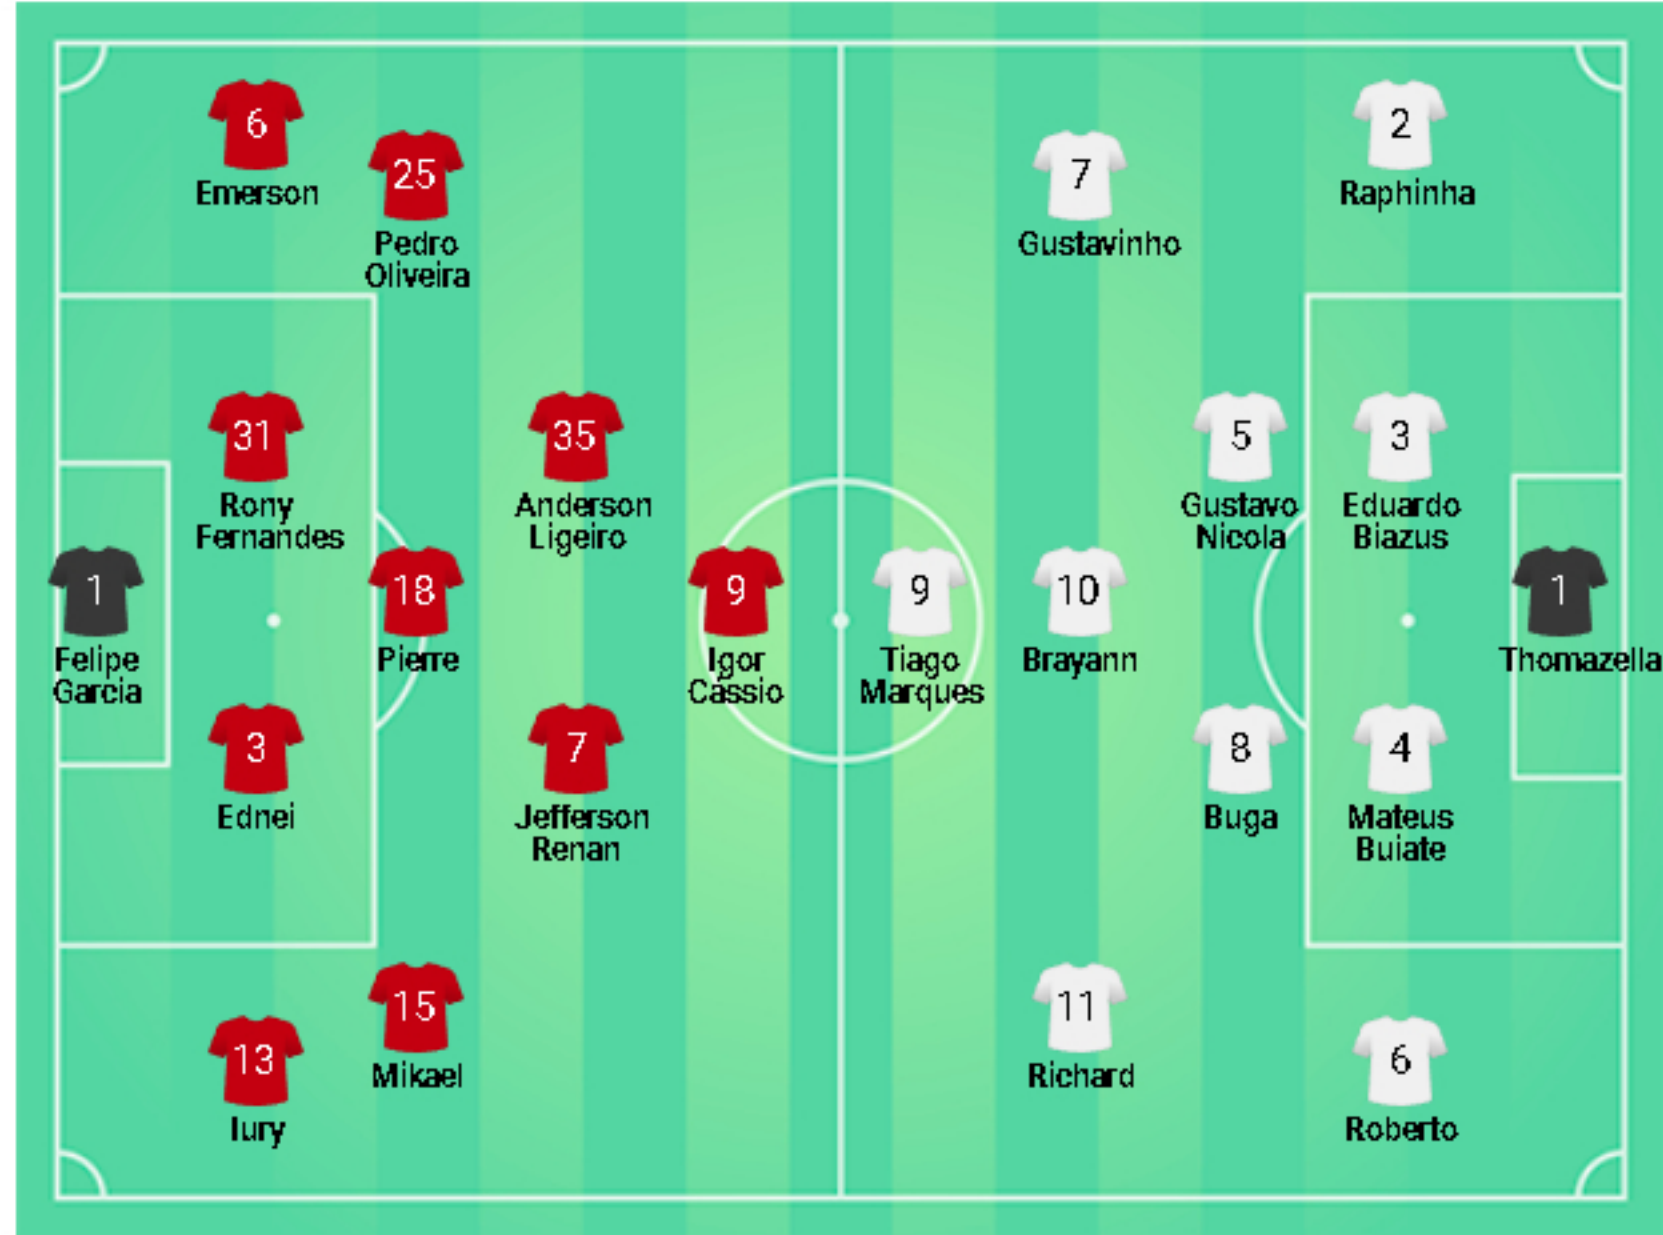 6
Emerson
25
Pedro
Oliveira
7
Gustavinho
2
Raphinha
31
Rony
Fernandes
35
Anderson
Ligeiro
5
Gustavo
Nicola
3
Eduardo
Biazus
1
Felipe
Garcia
18
Pierre
9
Igor
Cassio
9
Tiago
Marques
10
Brayann
1
Thomazella
3
Ednei
7
Jefferson
Renan
8
Buga
4
Mateus
Buiate
13
Iury
15
Mikael
11
Richard
6
Roberto